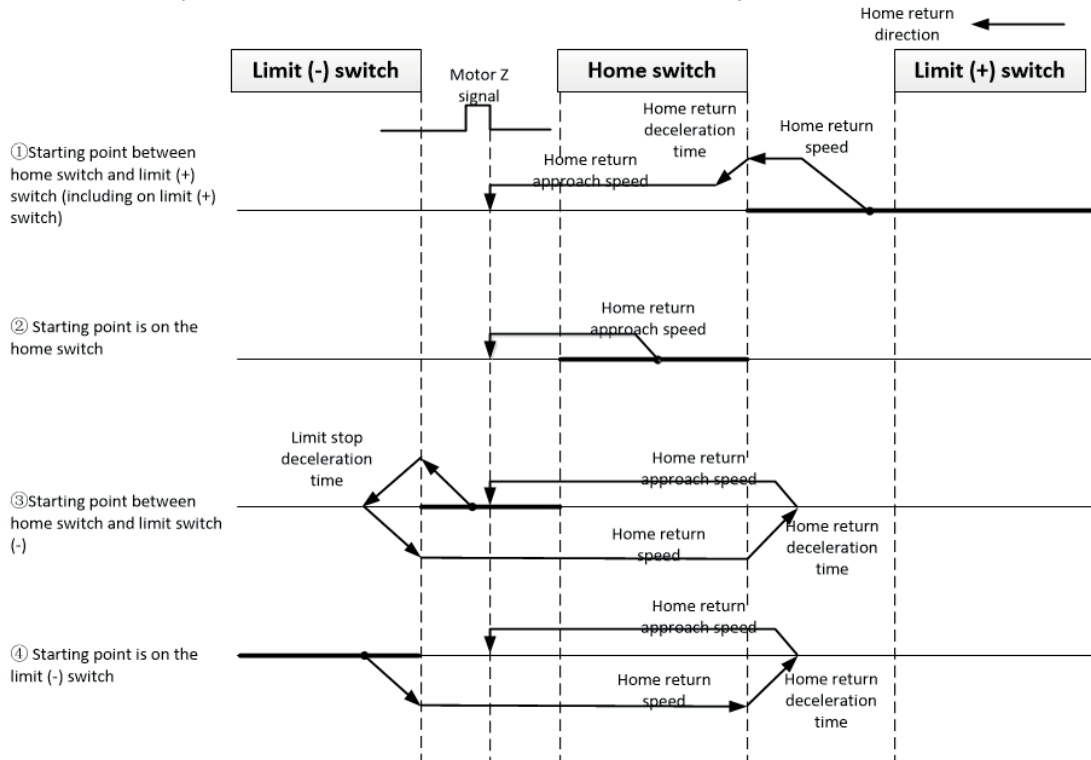 Home return
direction
Limit (-) switch
Motor Z
signal
Home switch
Limit (+) switch
Home return
deceleration
time
Home return
speed
①Starting point between
home switch and limit (+)
switch (including on limit (+)
switch)
Home return
approach speed
② Starting point is on the
home switch
Home return
approach speed
Limit stop
deceleration
time
Home return
approach speed
③Starting point between
home switch and limit switch
(-)
Home return
speed
Home return
deceleration
time
Home return
approach speed
④ Starting point is on the
limit (-) switch
Home return
speed
Home return
deceleration
time